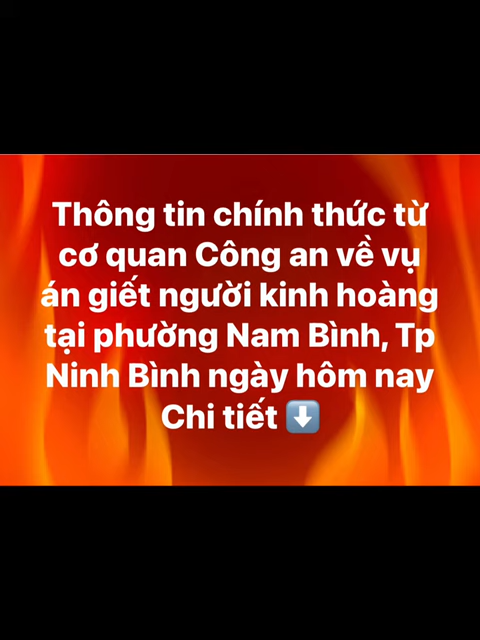 Thông tin chính thức từ
cơ quan Công an về vụ
án giết người kinh hoàng
tại phường Nam Bình, Tp
Ninh Bình ngày hôm nay
Chi tiết ⬇️